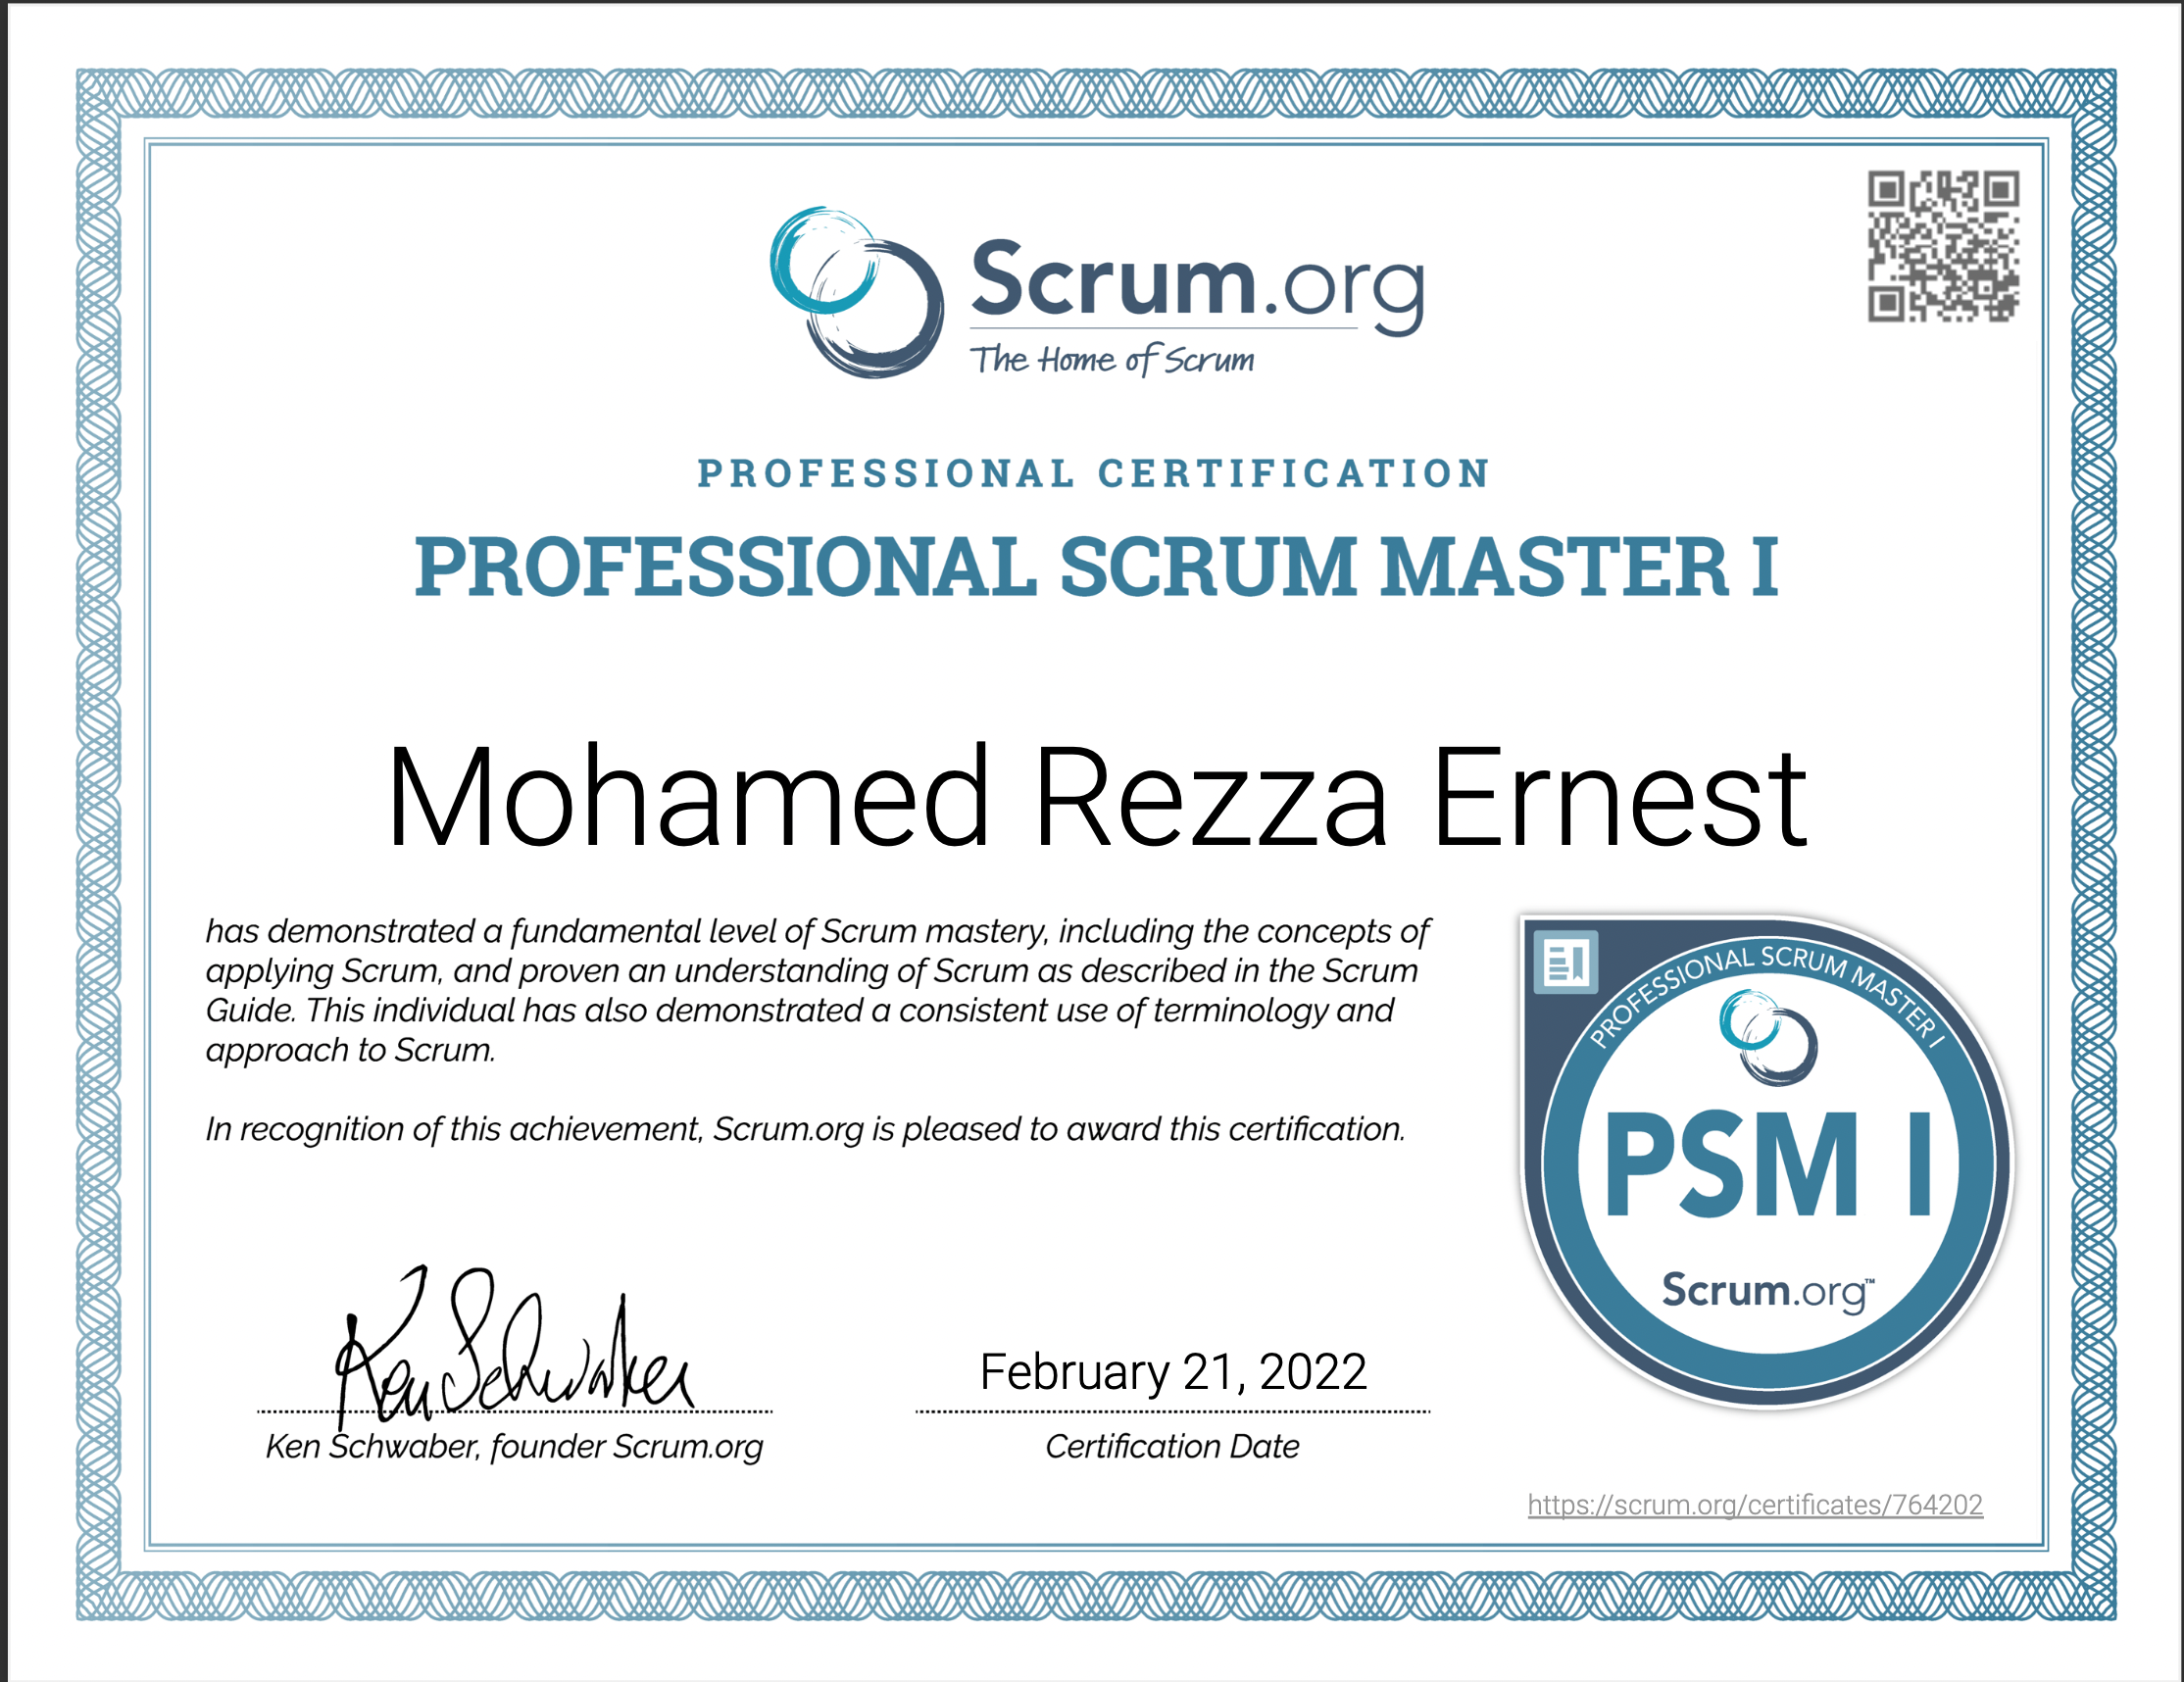 Scrum.org
The Home of Scrum
PROFESSIONAL CERTIFICATION
PROFESSIONAL SCRUM MASTER I
Mohamed Rezza Ernest
has demonstrated a fundamental level of Scrum mastery, including the concepts of
applying Scrum, and proven an understanding of Scrum as described in the Scrum
Guide. This individual has also demonstrated a consistent use of terminology and
approach to Scrum.
In recognition of this achievement, Scrum.org is pleased to award this certification.
PROFESSIONAL SCRUM MASTER I
PSM I
Scrum.org™
Ken Schwaber
February 21, 2022
Ken Schwaber, founder Scrum.org
Certification Date
https://scrum.org/certificates/764202